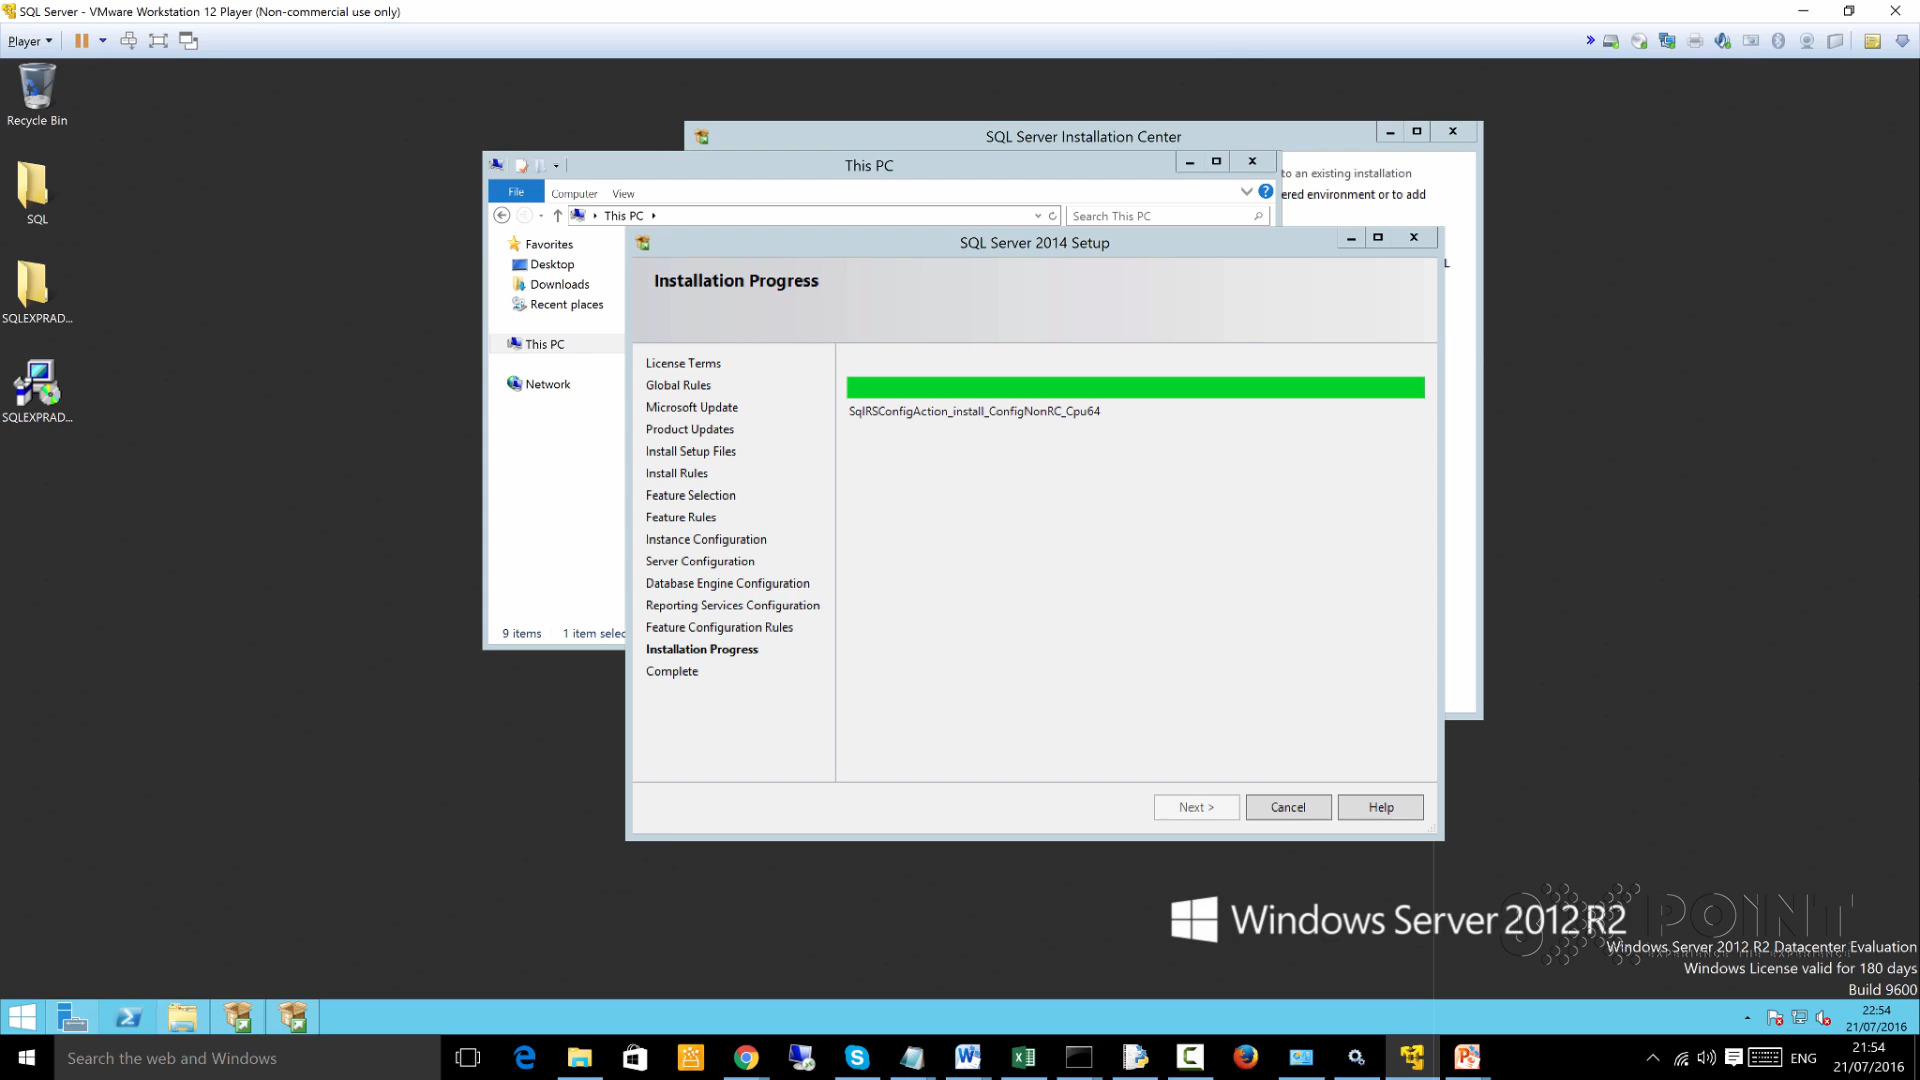 SQL Server - VMware Workstation 12 Player (Non-commercial use only)
Player
Recycle Bin
SQL
SQLEXPRAD...
SQLEXPRAD...
SQL Server Installation Center
to an existing installation
ered environment or to add
L
This PC
File
Computer
View
This PC
Search This PC
Favorites
Desktop
Downloads
Recent places
This PC
Network
9 items
1 item selec
SQL Server 2014 Setup
Installation Progress
License Terms
Global Rules
Microsoft Update
Product Updates
Install Setup Files
Install Rules
Feature Selection
Feature Rules
Instance Configuration
Server Configuration
Database Engine Configuration
Reporting Services Configuration
Feature Configuration Rules
Installation Progress
Complete
SqlRSConfigAction_install_ConfigNonRC_Cpu64
Next >
Cancel
Help
Windows Server 2012 R2
POINT
Windows Server 2012 R2 Datacenter Evaluation
Windows License valid for 180 days
Build 9600
22:54
21/07/2016
Search the web and Windows
ENG
21:54
21/07/2016